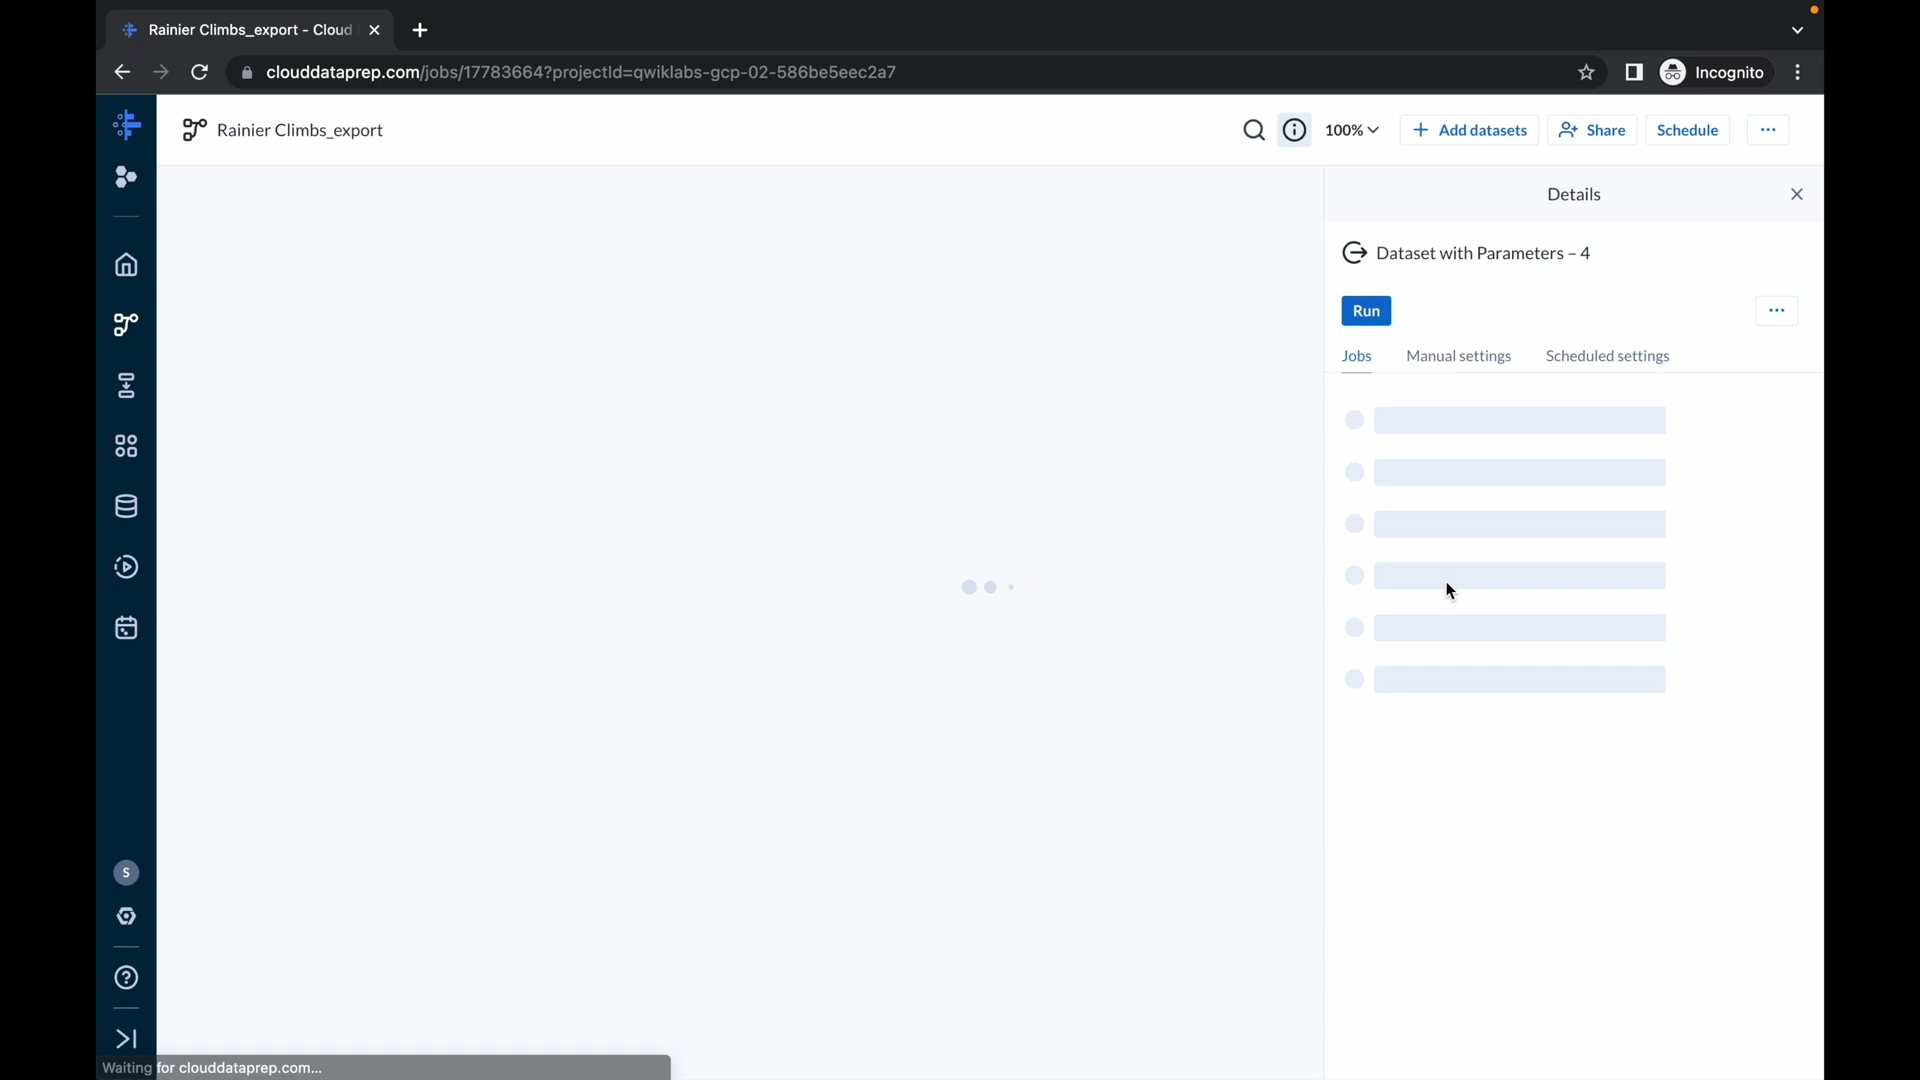 Rainier Climbs_export - Cloud
clouddataprep.com/jobs/17783664?projectId=qwiklabs-gcp-02-586be5eec2a7
Incognito
Rainier Climbs_export
100%
Add datasets
Share
Schedule
Details
Dataset with Parameters – 4
Run
Jobs
Manual settings
Scheduled settings
S
Waiting for clouddataprep.com...